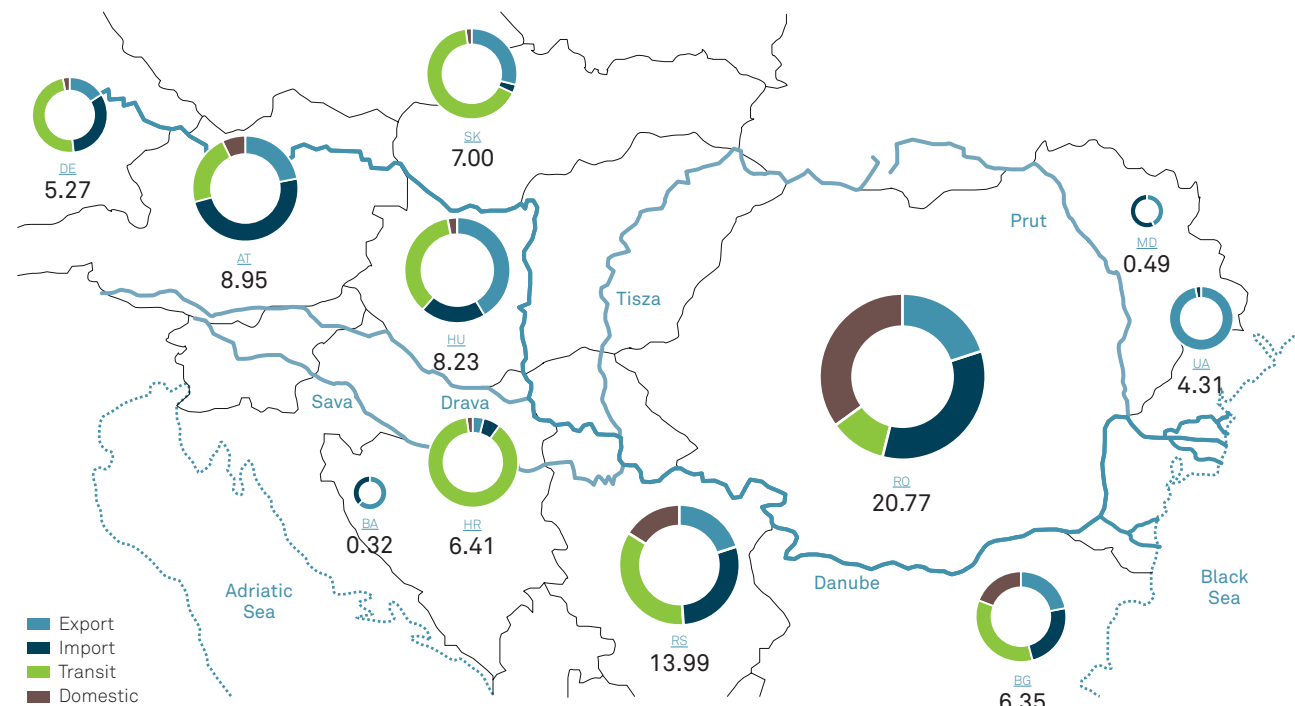 SK
7.00
DE
5.27
AT
8.95
Prut
MD
0.49
Tisza
HU
8.23
UA
4.31
Sava
Drava
RO
20.77
BA
0.32
HR
6.41
Danube
Adriatic
Sea
Black
Sea
RS
13.99
BG
6.35
Export
Import
Transit
Domestic